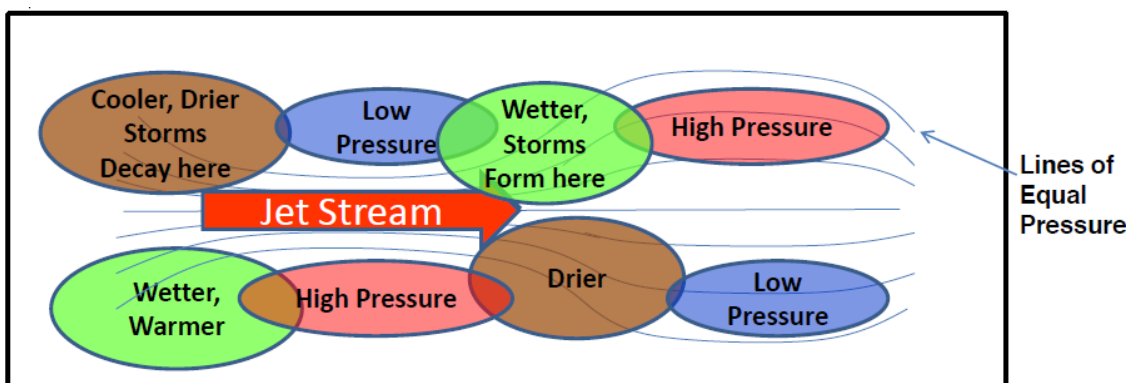 Cooler, Drier
Storms
Decay here
Low
Pressure
Wetter,
Storms
Form here
High Pressure
Lines of
Equal
Pressure
Jet Stream
Wetter,
Warmer
High Pressure
Drier
Low
Pressure